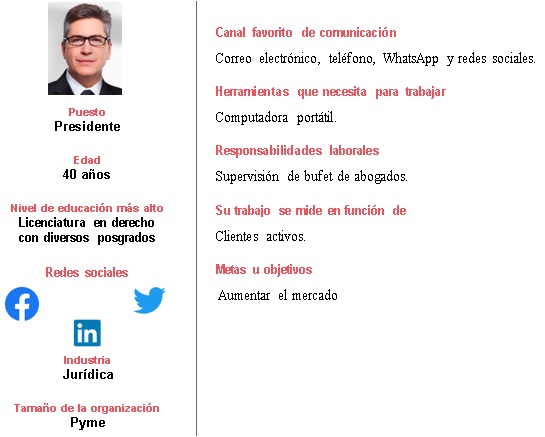 Puesto
Presidente
Edad
40 años
Nivel de educación más alto
Licenciatura en derecho
con diversos posgrados
Redes sociales
Industria
Jurídica
Tamaño de la organización
Pyme
Canal favorito de comunicación
Correo electrónico, teléfono, WhatsApp y redes sociales.
Herramientas que necesita para trabajar
Computadora portátil.
Responsabilidades laborales
Supervisión de bufet de abogados.
Su trabajo se mide en función de
Clientes activos.
Metas u objetivos
Aumentar el mercado